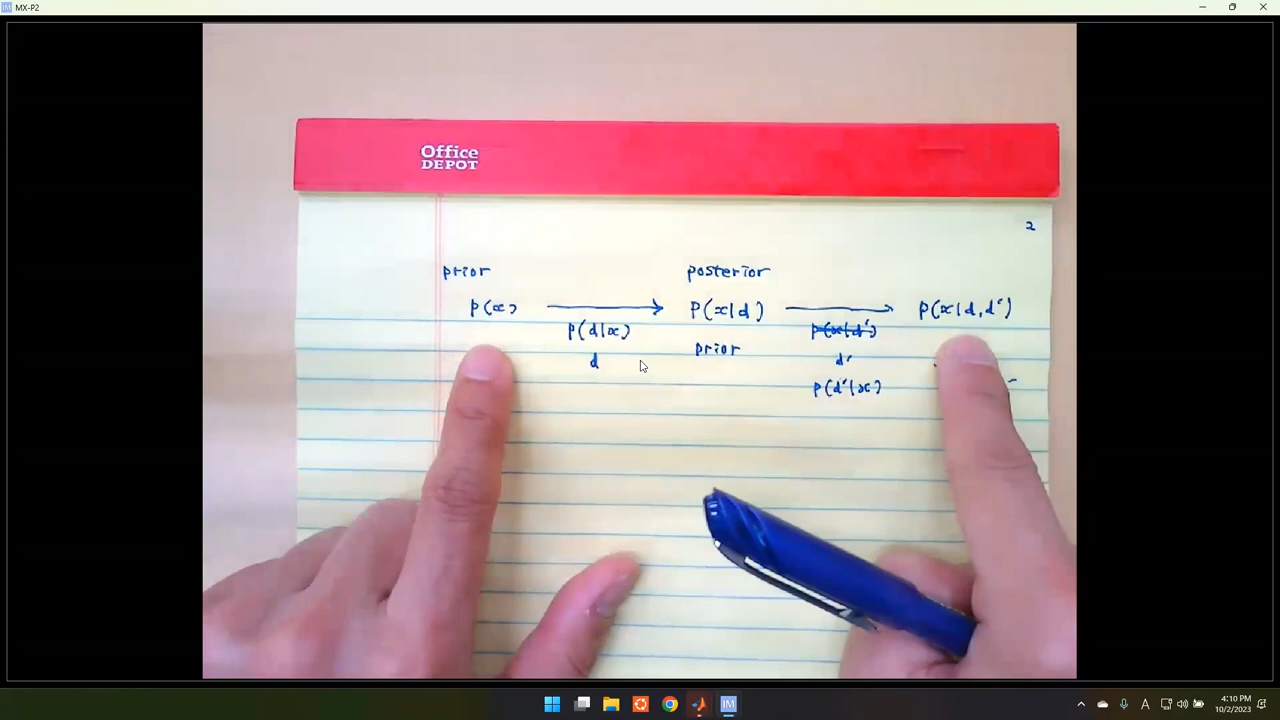 MX-P2
Office
DEPOT
2
prior posterior
p(x) p(x|d) p(x|d,d')
p(d|x) p(x|d')
prior
d d'
p(d'|x)
4:10 PM
10/2/2023